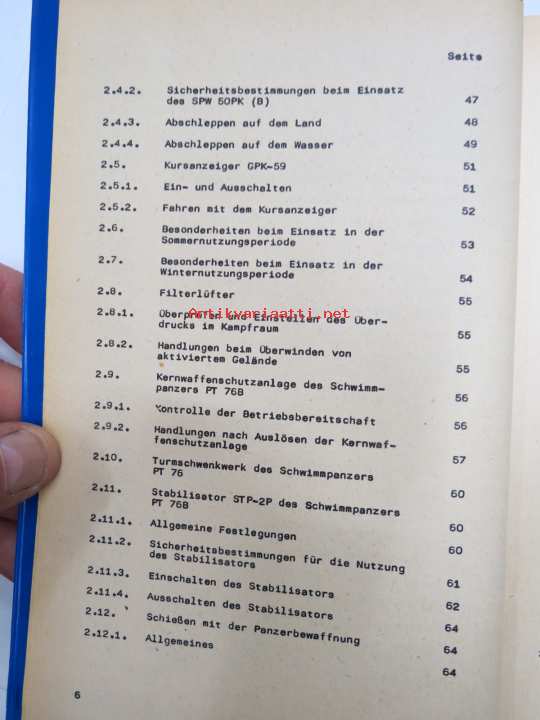 Seite
2.4.2. Sicherheitsbestimmungen beim Einsatz
des SPW 50PK (B) 47
2.4.3. Abschleppen auf dem Land 48
2.4.4. Abschleppen auf dem Wasser 49
2.5. Kursanzeiger GPK-59 51
2.5.1. Ein- und Ausschalten 51
2.5.2. Fahren mit dem Kursanzeiger 52
2.6. Besonderheiten beim Einsatz in der
Sommernutzungsperiode 53
2.7. Besonderheiten beim Einsatz in der
Winternutzungsperiode 54
2.8. Filterlüfter 55
Antikvariaatti.net
2.8.1. Überprüfen und Einstellen des Über-
drucks im Kampfraum 55
2.8.2. Handlungen beim Überwinden von
aktiviertem Gelände 55
2.9. Kernwaffenschutzanlage des Schwimm-
panzers PT 76B 56
2.9.1. Kontrolle der Betriebsbereitschaft 56
2.9.2. Handlungen nach Auslösen der Kernwaf-
fenschutzanlage 57
2.10. Turmschwenkwerk des Schwimmpanzers
PT 76 60
2.11. Stabilisator STP-2P des Schwimmpanzers
PT 76B 60
2.11.1. Allgemeine Festlegungen 60
2.11.2. Sicherheitsbestimmungen für die Nutzung
des Stabilisators 61
2.11.3. Einschalten des Stabilisators 62
2.11.4. Ausschalten des Stabilisators 64
2.12. Schießen mit der Panzerbewaffnung 64
2.12.1. Allgemeines 64
6